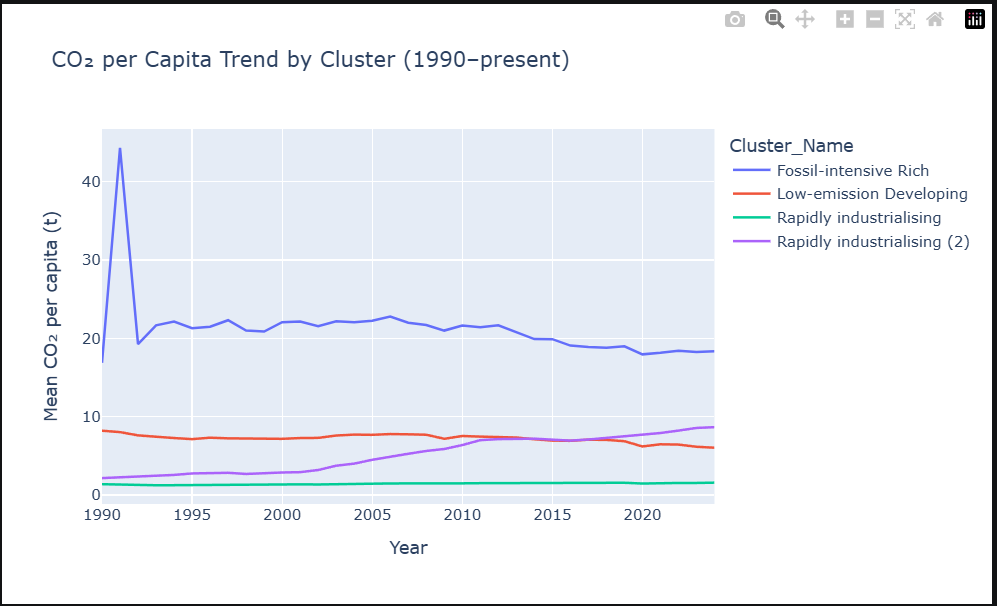 CO₂ per Capita Trend by Cluster (1990–present)
Cluster_Name
Fossil-intensive Rich
Low-emission Developing
Rapidly industrialising
Rapidly industrialising (2)
Mean CO₂ per capita (t)
40
30
20
10
0
1990 1995 2000 2005 2010 2015 2020
Year